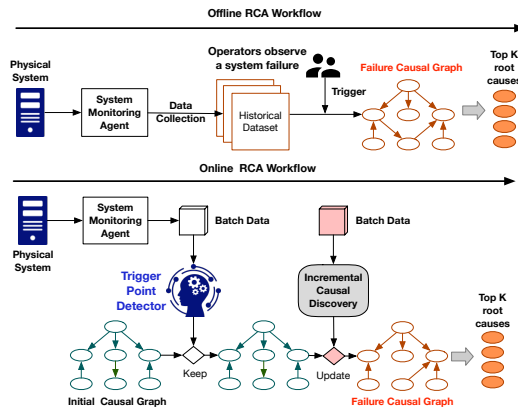 Offline RCA Workflow
Operators observe
a system failure
Physical
System
System
Monitoring
Agent
Data
Collection
Historical
Dataset
Trigger
Failure Causal Graph
Top K
root
causes
Online RCA Workflow
System
Monitoring
Agent
Batch Data
Batch Data
Physical
System
Trigger
Point
Detector
Incremental
Causal
Discovery
Top K
root
causes
Keep
Update
Initial Causal Graph
Failure Causal Graph